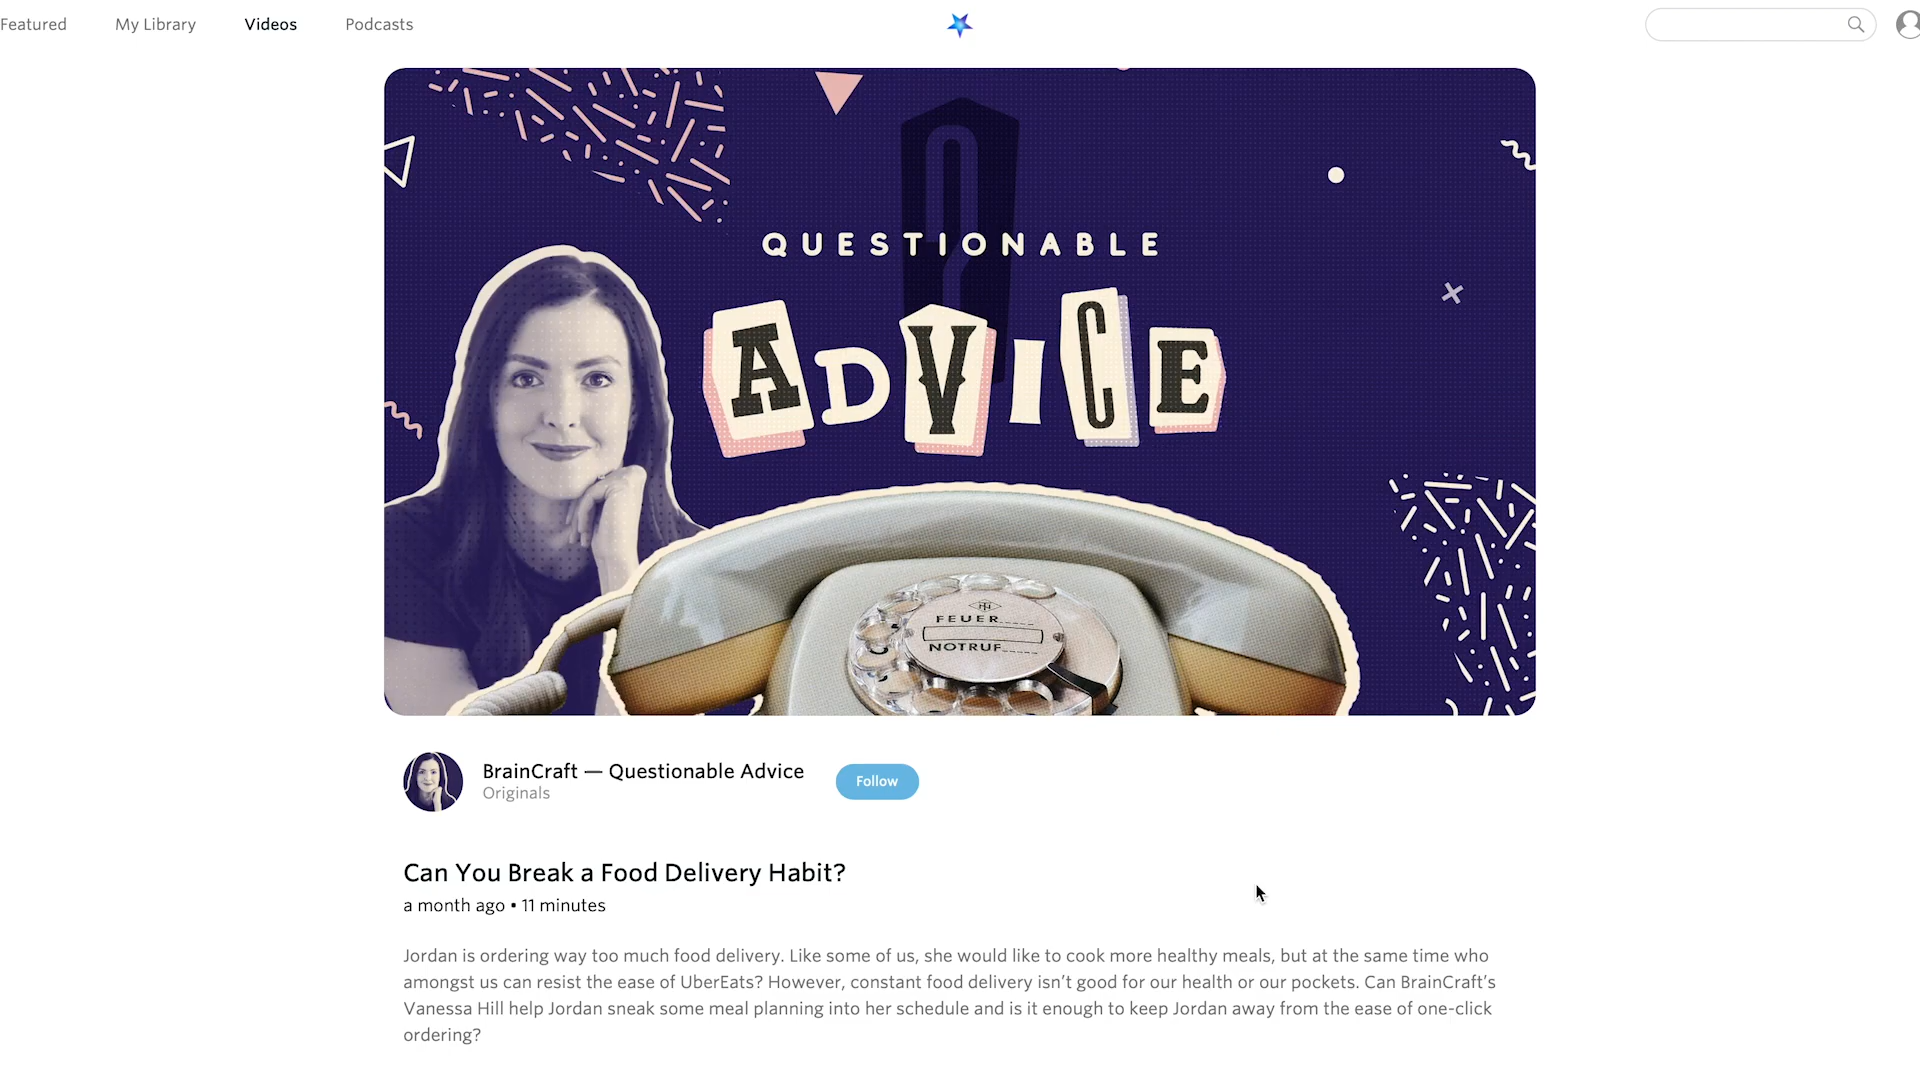 Featured
My Library
Videos
Podcasts
QUESTIONABLE
ADVICE
FEUER
NOTRUF
BrainCraft — Questionable Advice
Originals
Follow
Can You Break a Food Delivery Habit?
a month ago • 11 minutes
Jordan is ordering way too much food delivery. Like some of us, she would like to cook more healthy meals, but at the same time who
amongst us can resist the ease of UberEats? However, constant food delivery isn’t good for our health or our pockets. Can BrainCraft’s
Vanessa Hill help Jordan sneak some meal planning into her schedule and is it enough to keep Jordan away from the ease of one-click
ordering?